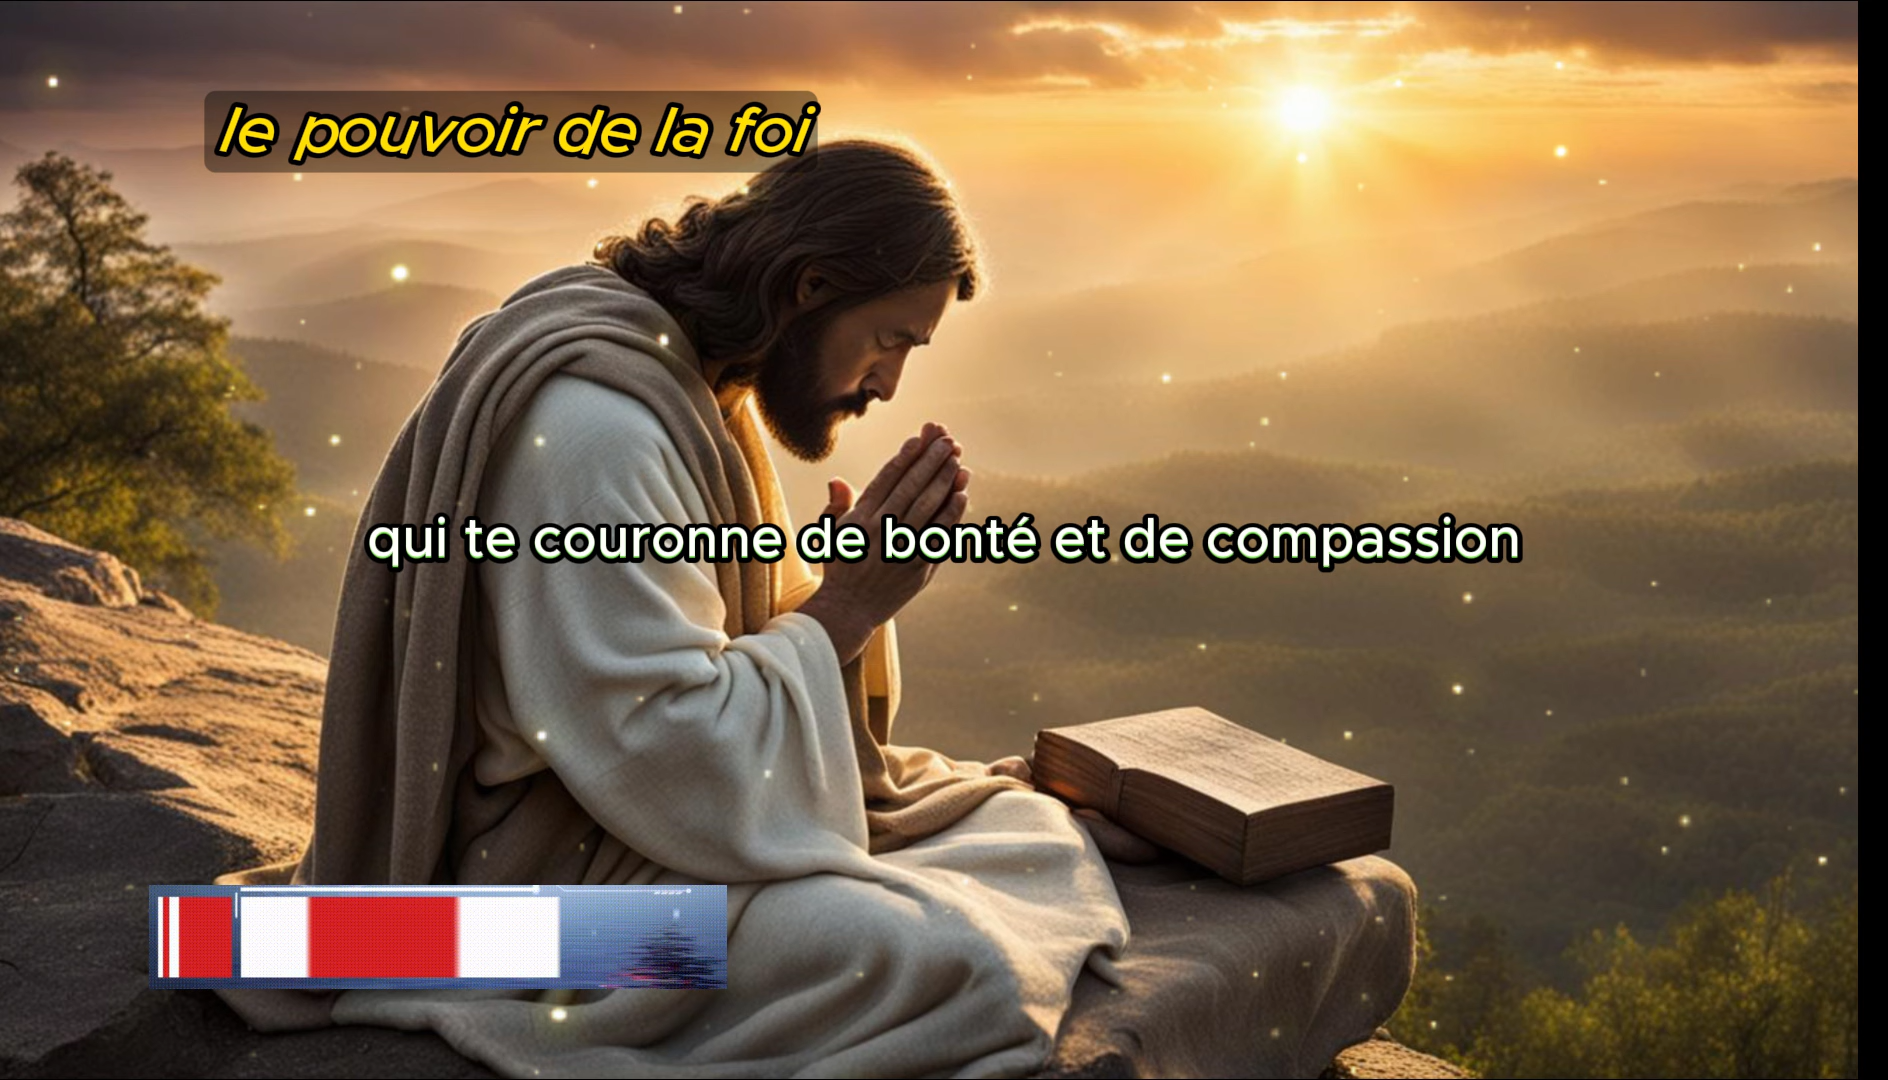 le pouvoir de la foi
qui te couronne de bonté et de compassion